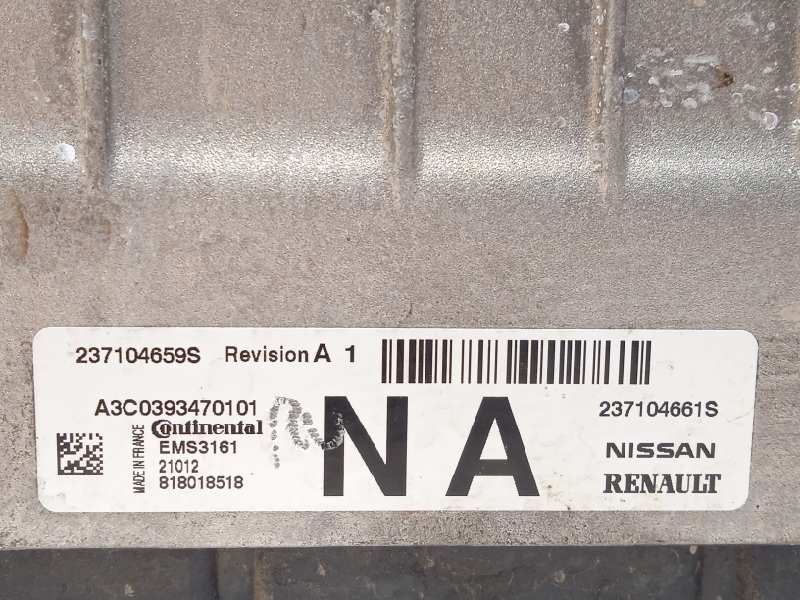 237104659S Revision A 1
A3C0393470101
237104661S
Continental
NA
MADE IN FRANCE
EMS3161
21012
818018518
NISSAN
RENAULT